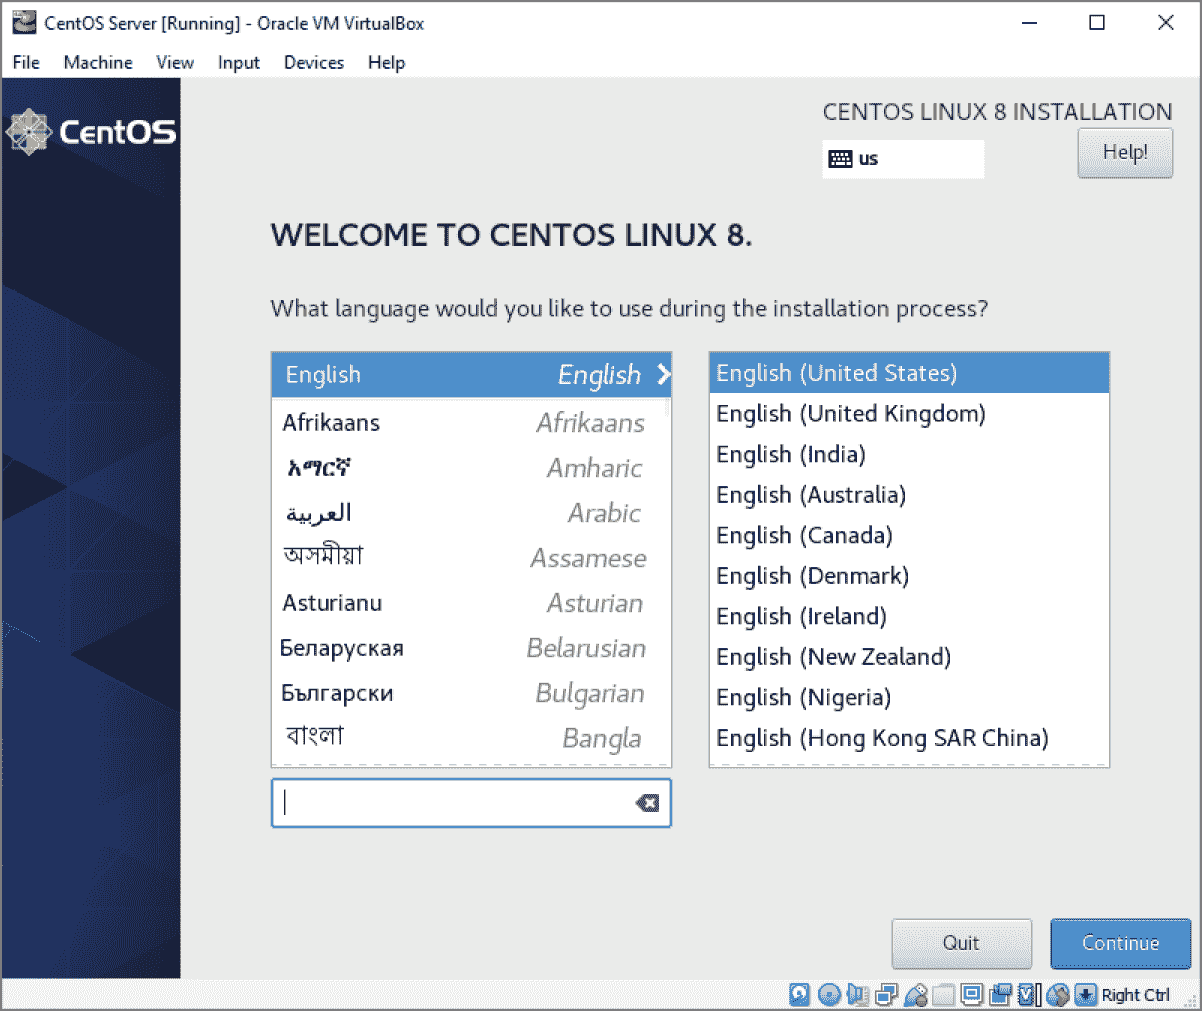 CentOS Server [Running] - Oracle VM VirtualBox
File Machine View Input Devices Help
CentOS
CENTOS LINUX 8 INSTALLATION
us
Help!
WELCOME TO CENTOS LINUX 8.
What language would you like to use during the installation process?
English English
Afrikaans Afrikaans
አማርኛ Amharic
العربية Arabic
অসমীয়া Assamese
Asturianu Asturian
Беларуская Belarusian
Български Bulgarian
বাংলা Bangla
English (United States)
English (United Kingdom)
English (India)
English (Australia)
English (Canada)
English (Denmark)
English (Ireland)
English (New Zealand)
English (Nigeria)
English (Hong Kong SAR China)
Quit
Continue
Right Ctrl